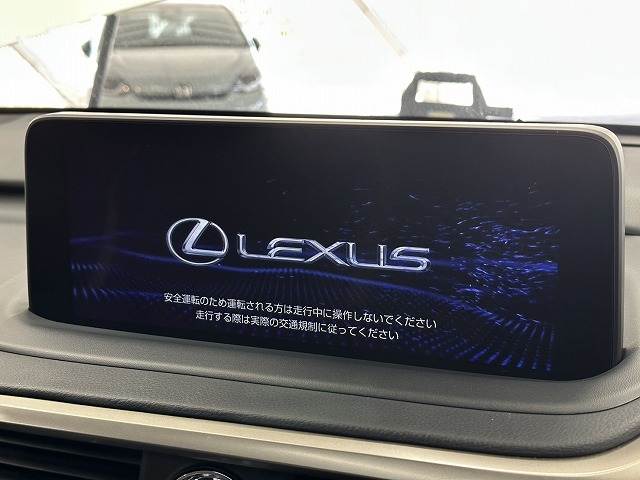 LEXUS
安全運転のため運転される方は走行中に操作しないでください
走行する際は実際の交通規制に従ってください